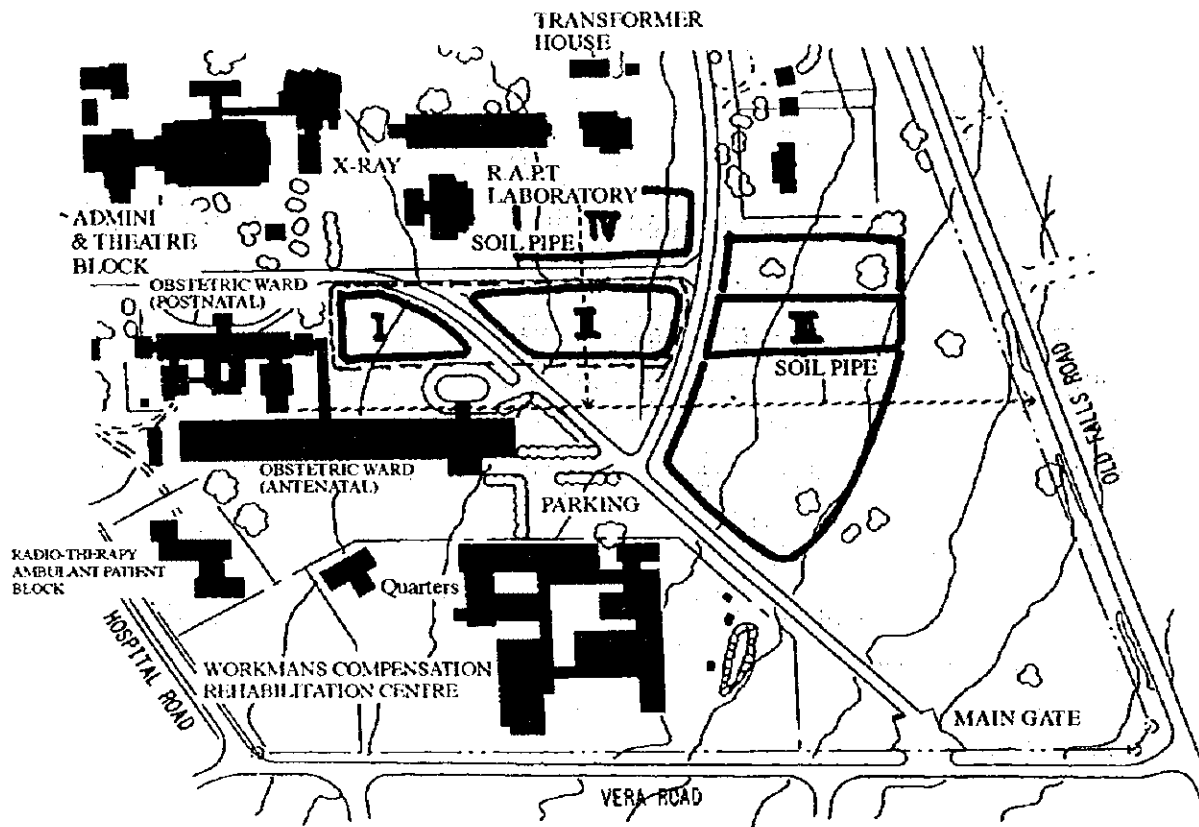 TRANSFORMER
HOUSE
X-RAY
R.A.P.T
LABORATORY
ADMINI
& THEATRE
BLOCK
SOIL PIPE
IV
OBSTETRIC WARD
(POSTNATAL)
I
II
SOIL PIPE
OLD FALLS ROAD
OBSTETRIC WARD
(ANTENATAL)
PARKING
RADIO-THERAPY
AMBULANT PATIENT
BLOCK
Quarters
HOSPITAL ROAD
WORKMANS COMPENSATION
REHABILITATION CENTRE
MAIN GATE
VERA ROAD